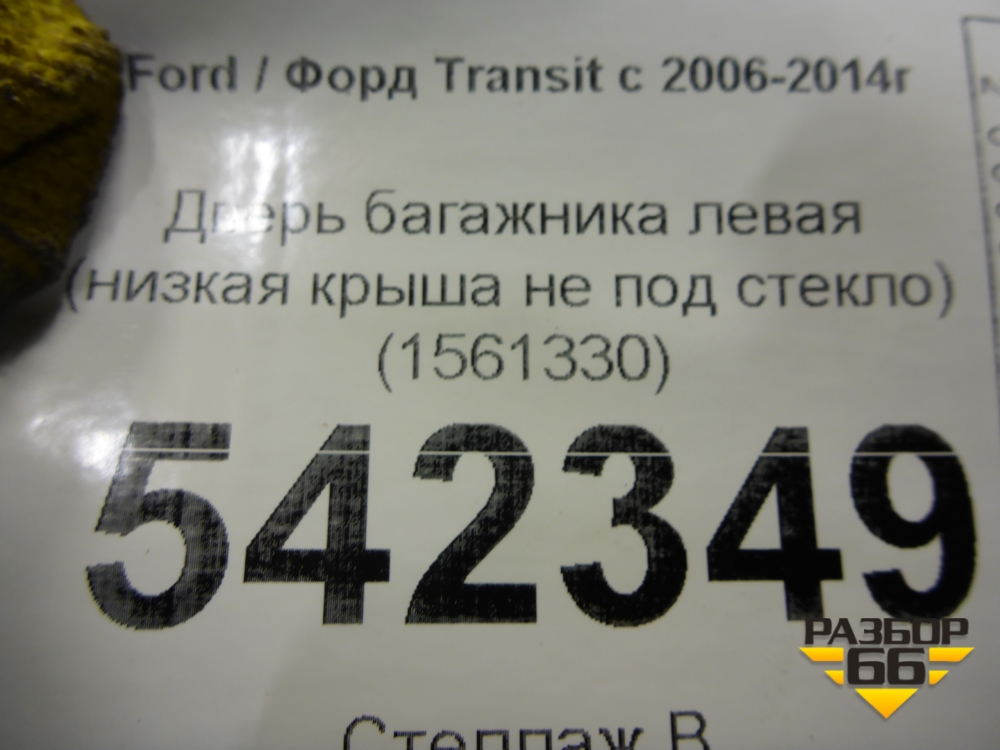 Ford / Форд Transit с 2006-2014г
Дверь багажника левая
(низкая крыша не под стекло)
(1561330)
542349
РАЗБОР
66
Стеллаж В